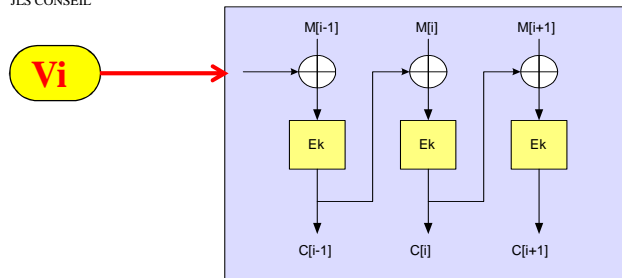 JLS CONSEIL
M[i-1] M[i] M[i+1]
Vi
Ek Ek Ek
C[i-1] C[i] C[i+1]